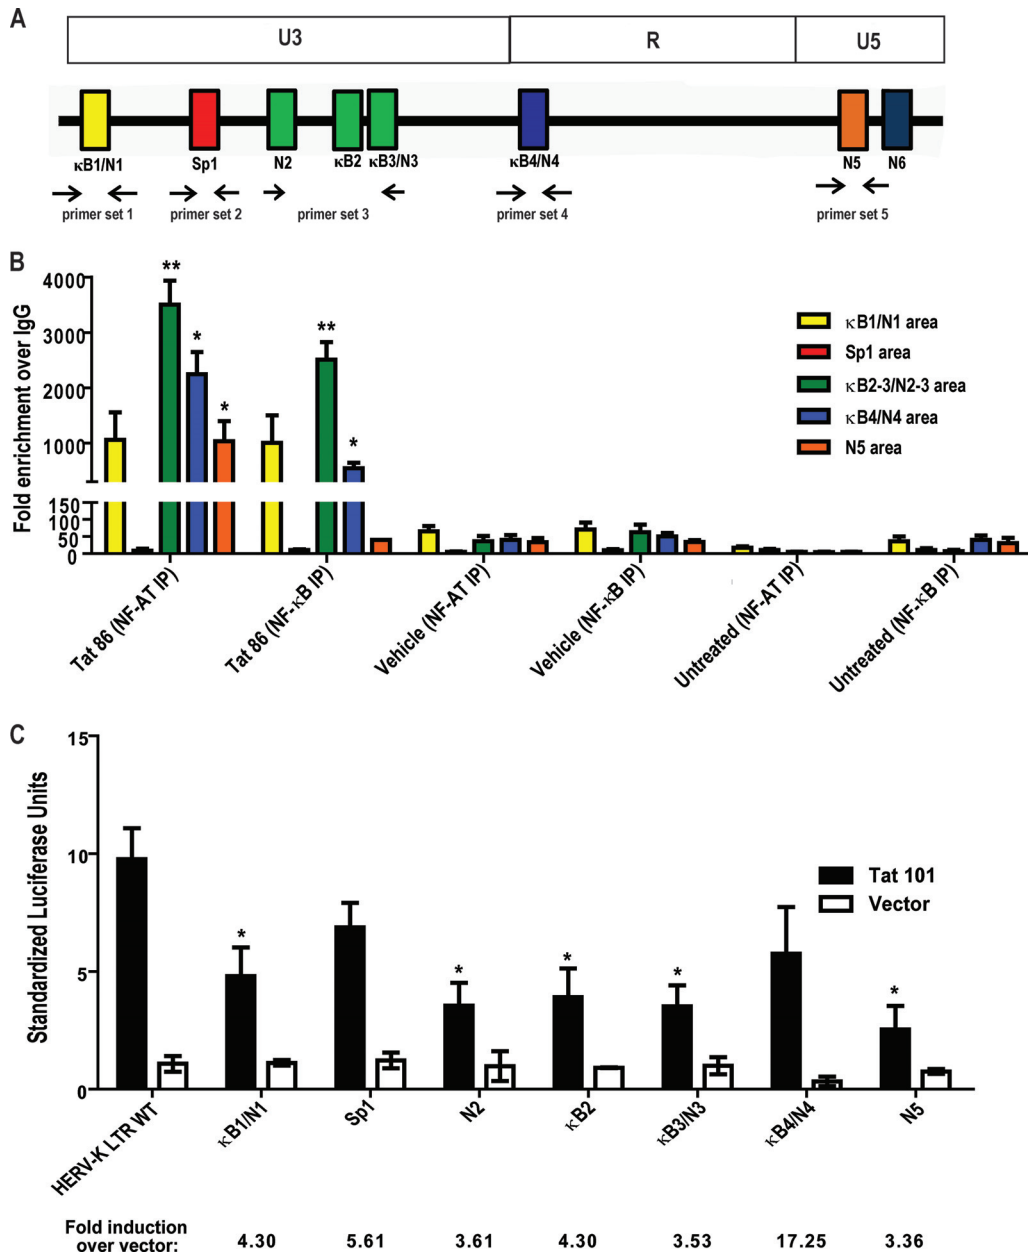 A
U3
R
U5
κB1/N1
Sp1
N2
κB2
κB3/N3
κB4/N4
N5
N6
primer set 1
primer set 2
primer set 3
primer set 4
primer set 5
B
Fold enrichment over IgG
4000
3000
2000
1000
150
100
50
0
**
*
*
**
*
κB1/N1 area
Sp1 area
κB2-3/N2-3 area
κB4/N4 area
N5 area
Tat 86 (NF-AT IP)
Tat 86 (NF-κB IP)
Vehicle (NF-AT IP)
Vehicle (NF-κB IP)
Untreated (NF-AT IP)
Untreated (NF-κB IP)
C
Standardized Luciferase Units
15
10
5
0
*
*
*
*
*
Tat 101
Vector
HERV-K LTR WT
κB1/N1
Sp1
N2
κB2
κB3/N3
κB4/N4
N5
Fold induction
over vector:
4.30
5.61
3.61
4.30
3.53
17.25
3.36